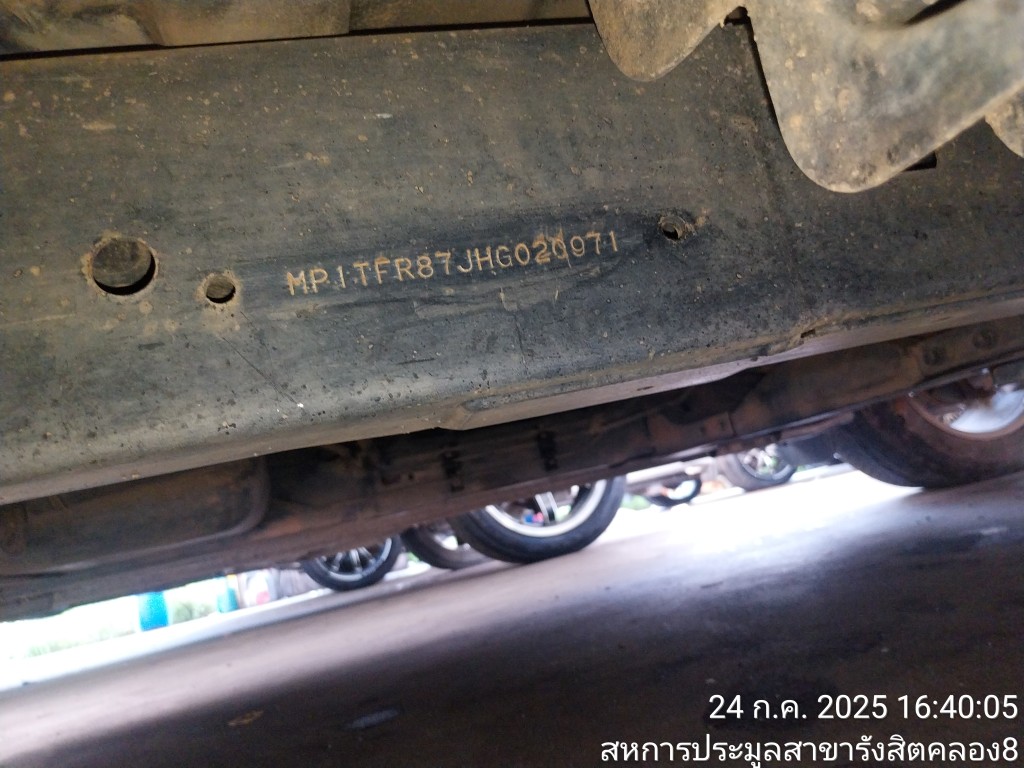 MP1TFR87JHG020971
24 ก.ค. 2025 16:40:05
สหการประมูลสาขารังสิตคลอง8